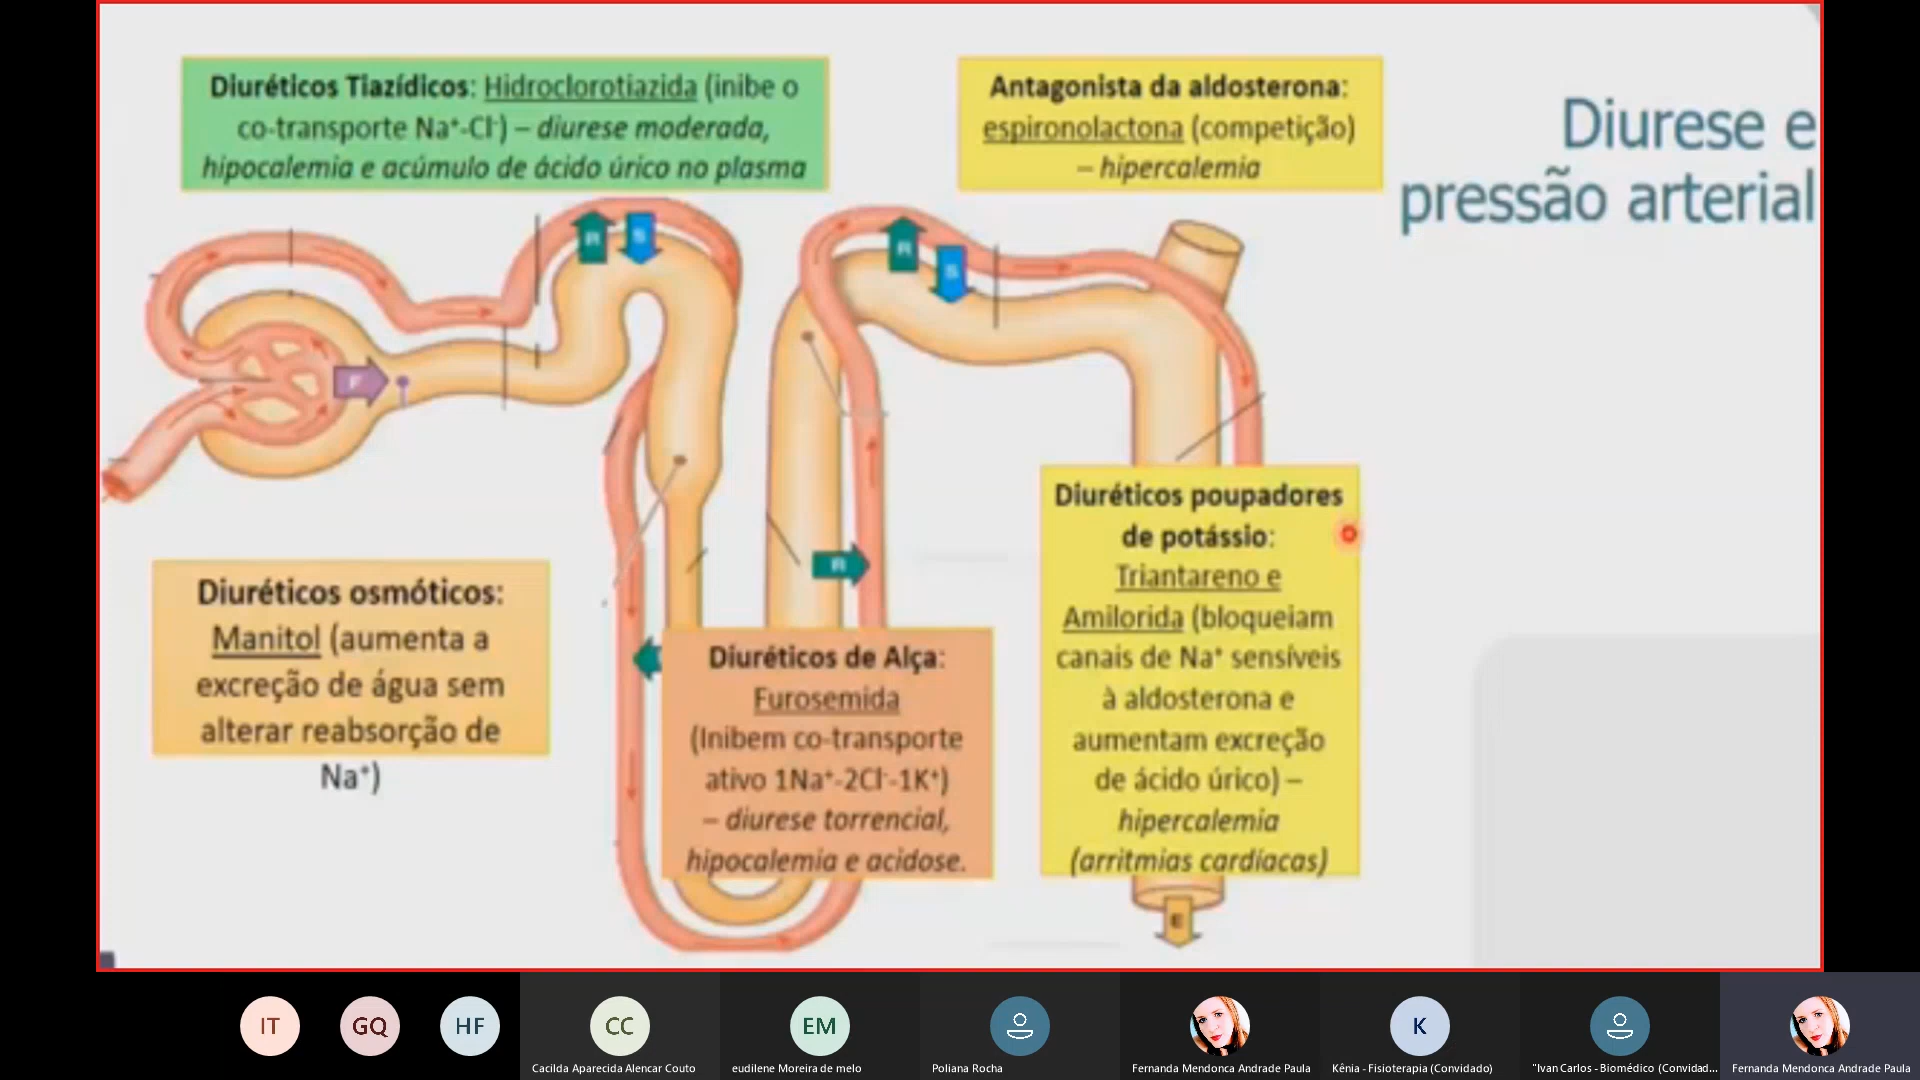 Diuréticos Tiazídicos: Hidroclorotiazida (inibe o
co-transporte Na⁺-Cl⁻) – diurese moderada,
hipocalemia e acúmulo de ácido úrico no plasma
Antagonista da aldosterona:
espironolactona (competição)
– hipercalemia
Diurese e
pressão arterial
R
S
R
S
F
R
Diuréticos osmóticos:
Manitol (aumenta a
excreção de água sem
alterar reabsorção de
Na⁺)
Diuréticos de Alça:
Furosemida
(Inibem co-transporte
ativo 1Na⁺-2Cl⁻-1K⁺)
– diurese torrencial,
hipocalemia e acidose.
Diuréticos poupadores
de potássio:
Triantareno e
Amilorida (bloqueiam
canais de Na⁺ sensíveis
à aldosterona e
aumentam excreção
de ácido úrico) –
hipercalemia
(arritmias cardíacas)
E
IT
GQ
HF
CC
EM
K
Cacilda Aparecida Alencar Couto
eudilene Moreira de melo
Poliana Rocha
Fernanda Mendonca Andrade Paula
Kênia - Fisioterapia (Convidado)
"Ivan Carlos - Biomédico (Convidad...
Fernanda Mendonca Andrade Paula